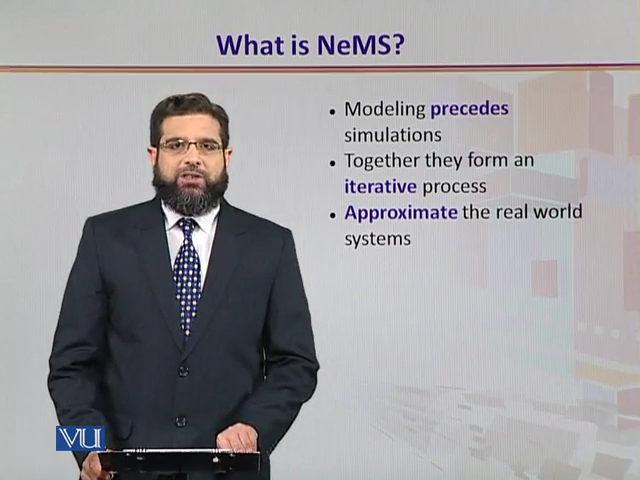 What is NeMS?
• Modeling precedes
simulations
• Together they form an
iterative process
• Approximate the real world
systems
VU